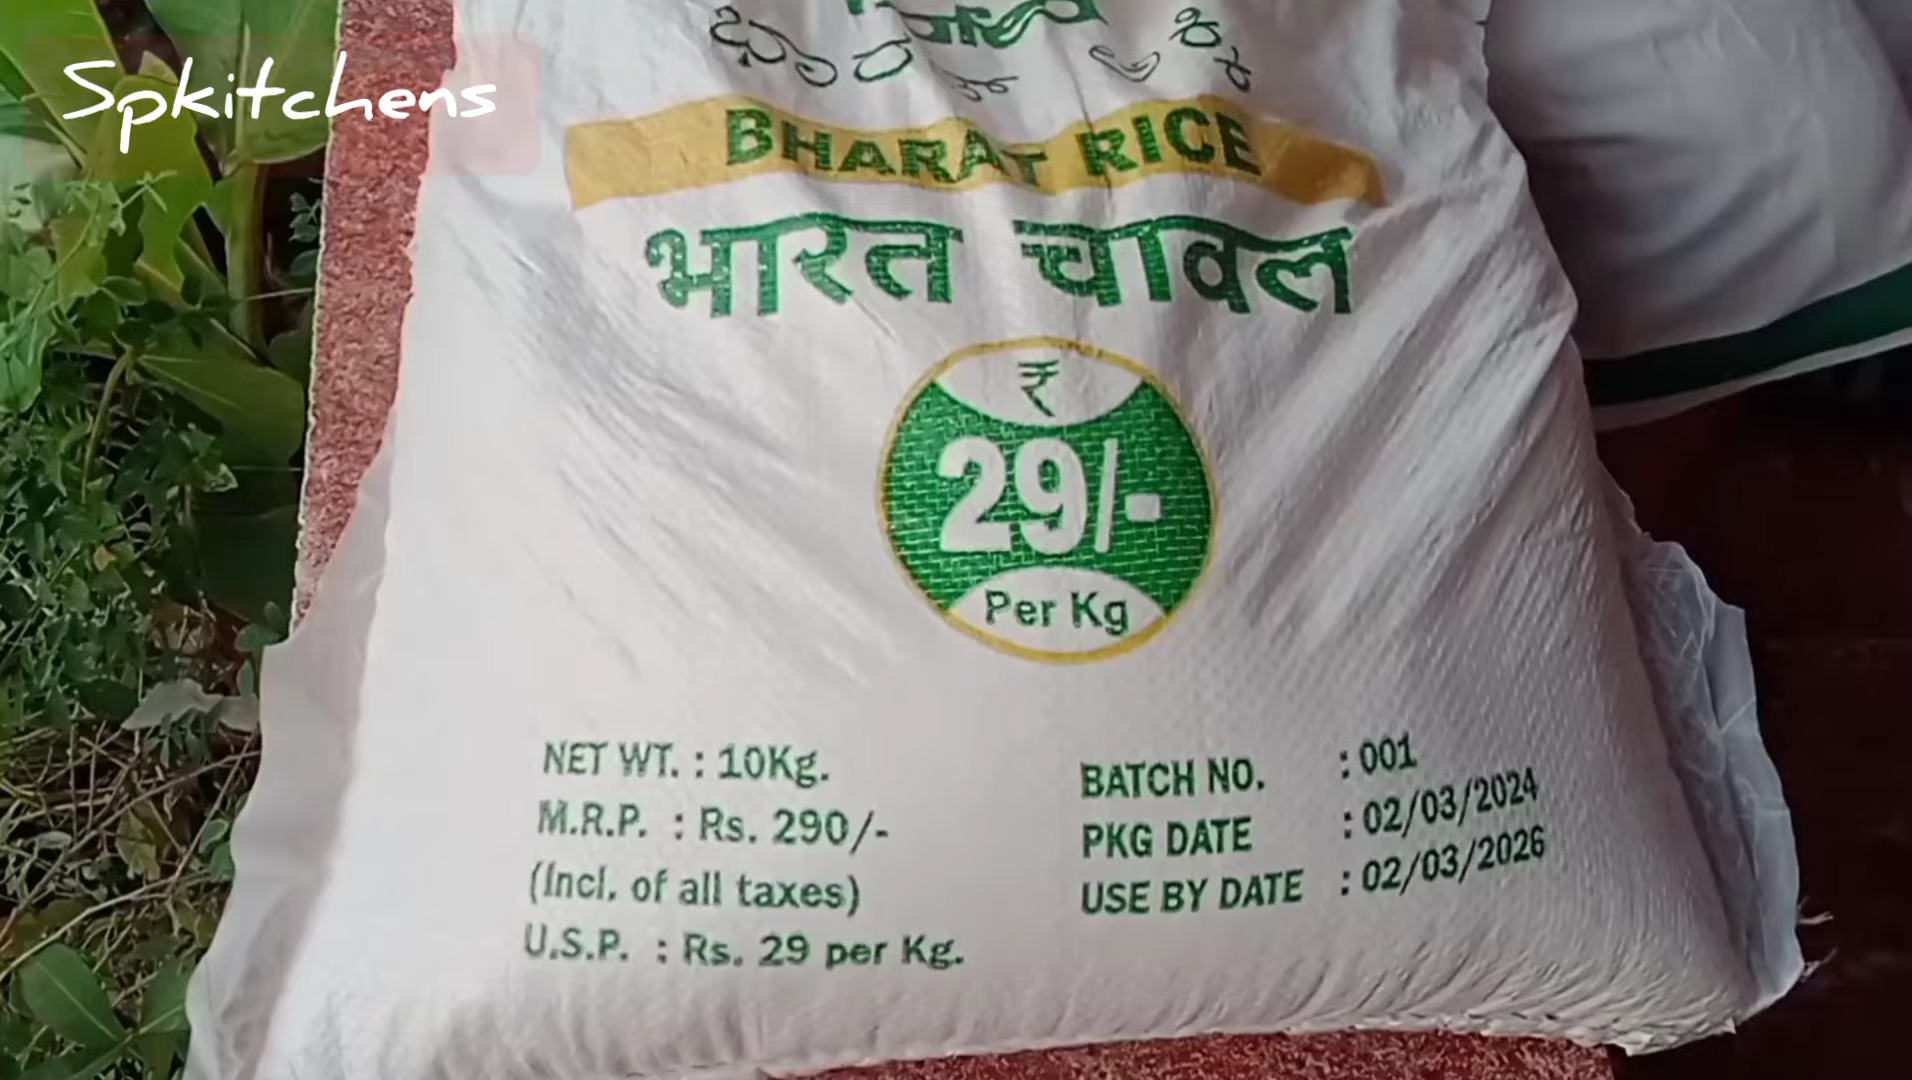 Spkitchens
BHARAT RICE
भारत चावल
₹
29/-
Per Kg
NET WT. : 10Kg.
M.R.P. : Rs. 290/-
(Incl. of all taxes)
U.S.P. : Rs. 29 per Kg.
BATCH NO. : 001
PKG DATE : 02/03/2024
USE BY DATE : 02/03/2026